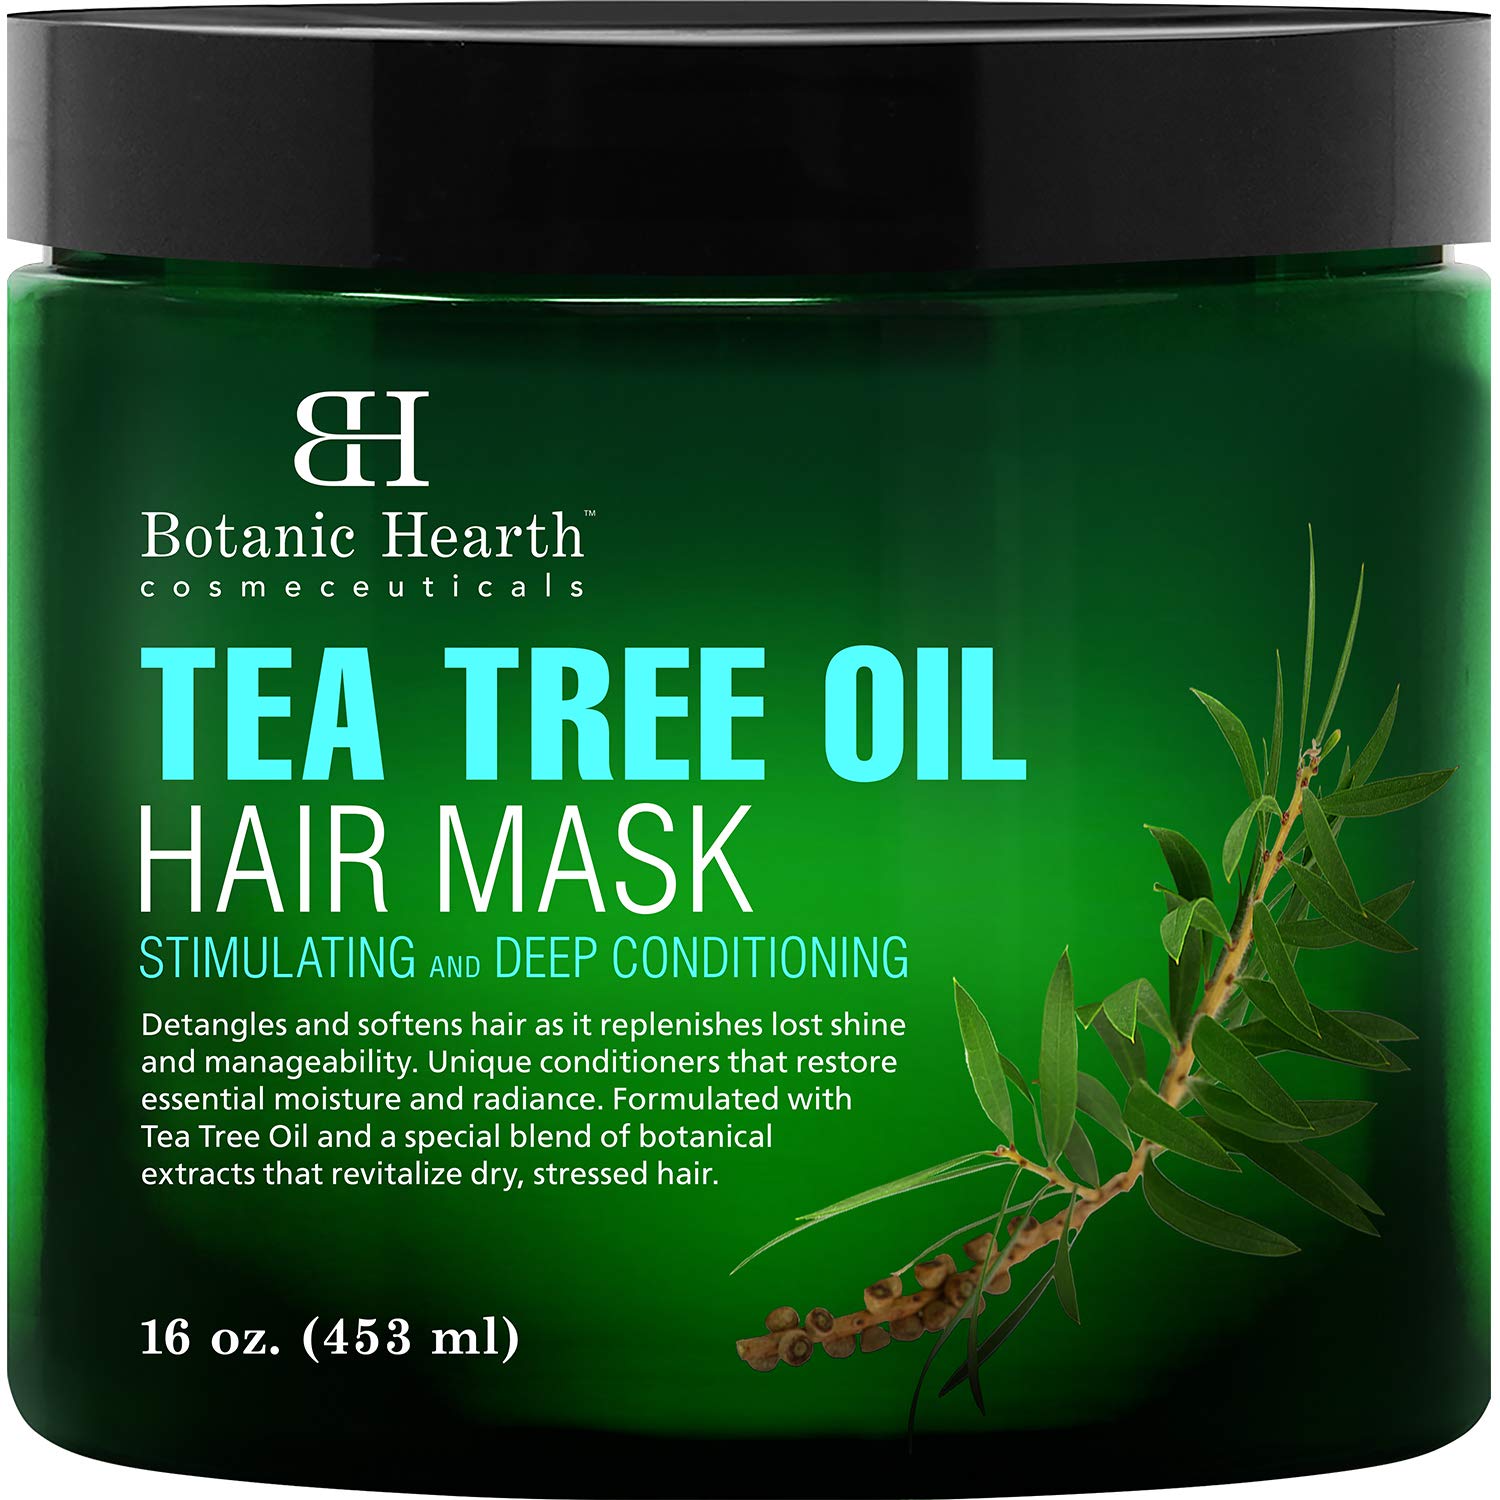 BH
Botanic Hearth™
cosmeceuticals
TEA TREE OIL
HAIR MASK
STIMULATING AND DEEP CONDITIONING
Detangles and softens hair as it replenishes lost shine
and manageability. Unique conditioners that restore
essential moisture and radiance. Formulated with
Tea Tree Oil and a special blend of botanical
extracts that revitalize dry, stressed hair.
16 oz. (453 ml)